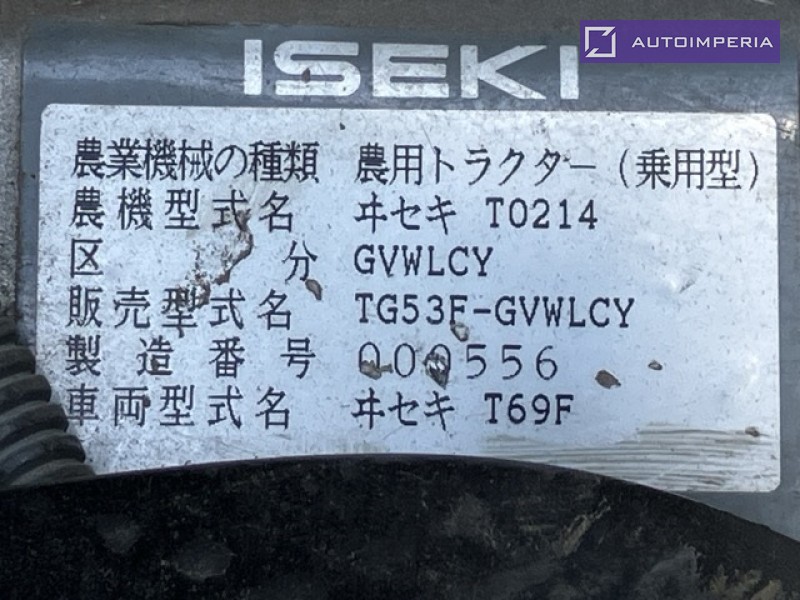 AUTOIMPERIA
ISEKI
農業機械の種類 農用トラクター(乗用型)
農機型式名 ヰセキ T0214
区分 GVWLCY
販売型式名 TG53F-GVWLCY
製造番号 000556
車両型式名 ヰセキ T69F